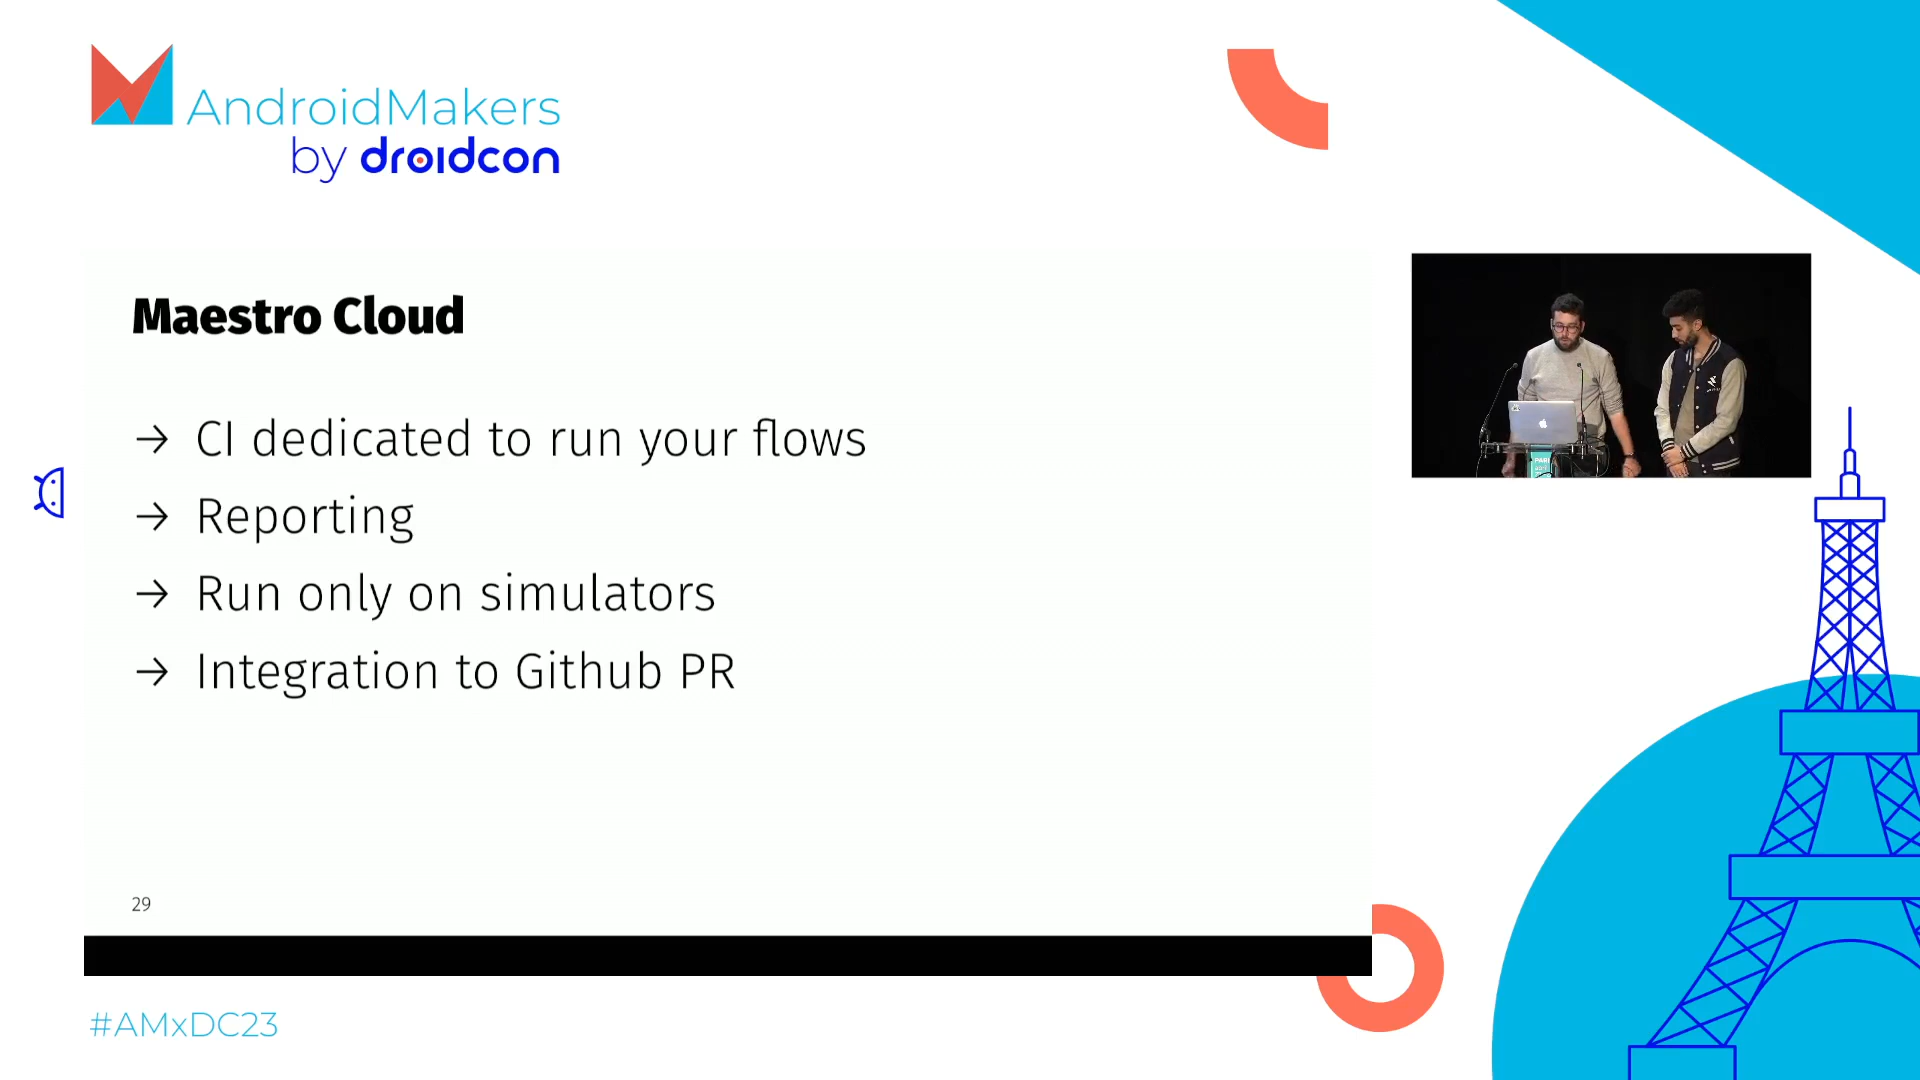 AndroidMakers
by droidcon
Maestro Cloud
→ CI dedicated to run your flows
→ Reporting
→ Run only on simulators
→ Integration to Github PR
29
#AMxDC23